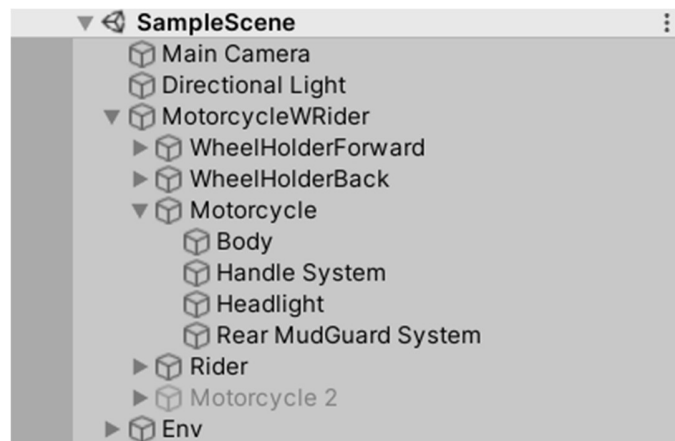 SampleScene
Main Camera
Directional Light
MotorcycleWRider
WheelHolderForward
WheelHolderBack
Motorcycle
Body
Handle System
Headlight
Rear MudGuard System
Rider
Motorcycle 2
Env